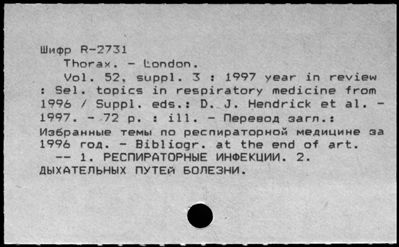 Шифр R-2731
Thorax. - London.
Vol. 52, suppl. 3 : 1997 year in review
: Sel. topics in respiratory medicine from
1996 / Suppl. eds.: D. J. Hendrick et al. -
1997. - 72 p. : ill. - Перевод загл.:
Избранные темы по респираторной медицине за
1996 год. - Bibliogr. at the end of art.
-- 1. РЕСПИРАТОРНЫЕ ИНФЕКЦИИ. 2.
ДЫХАТЕЛЬНЫХ ПУТЕЙ БОЛЕЗНИ.